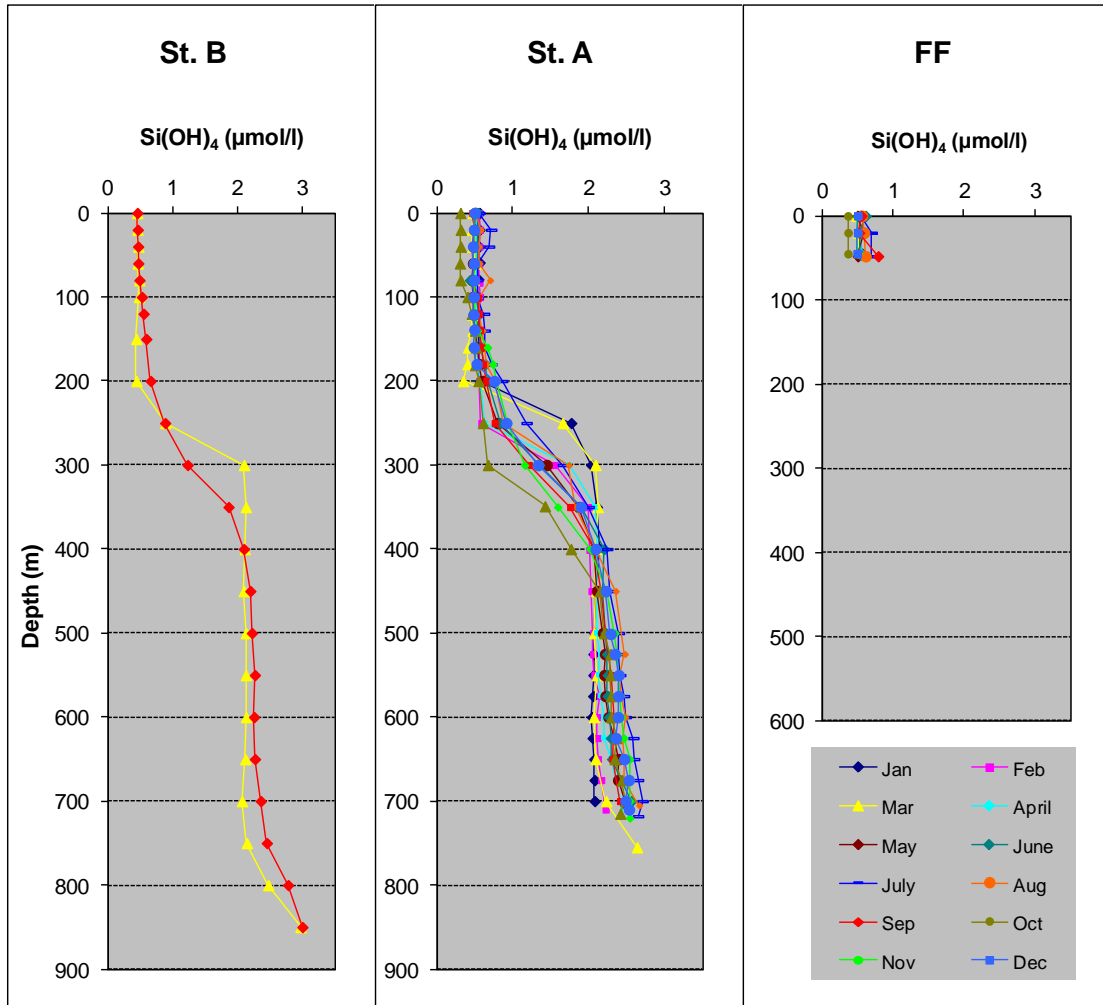 St. B
Si(OH)4 (µmol/l)
0 1 2 3
0
100
200
300
400
500
600
700
800
900
Depth (m)
St. A
Si(OH)4 (µmol/l)
0 1 2 3
0
100
200
300
400
500
600
700
800
900
FF
Si(OH)4 (µmol/l)
0 1 2 3
0
100
200
300
400
500
600
Jan Feb
Mar April
May June
July Aug
Sep Oct
Nov Dec